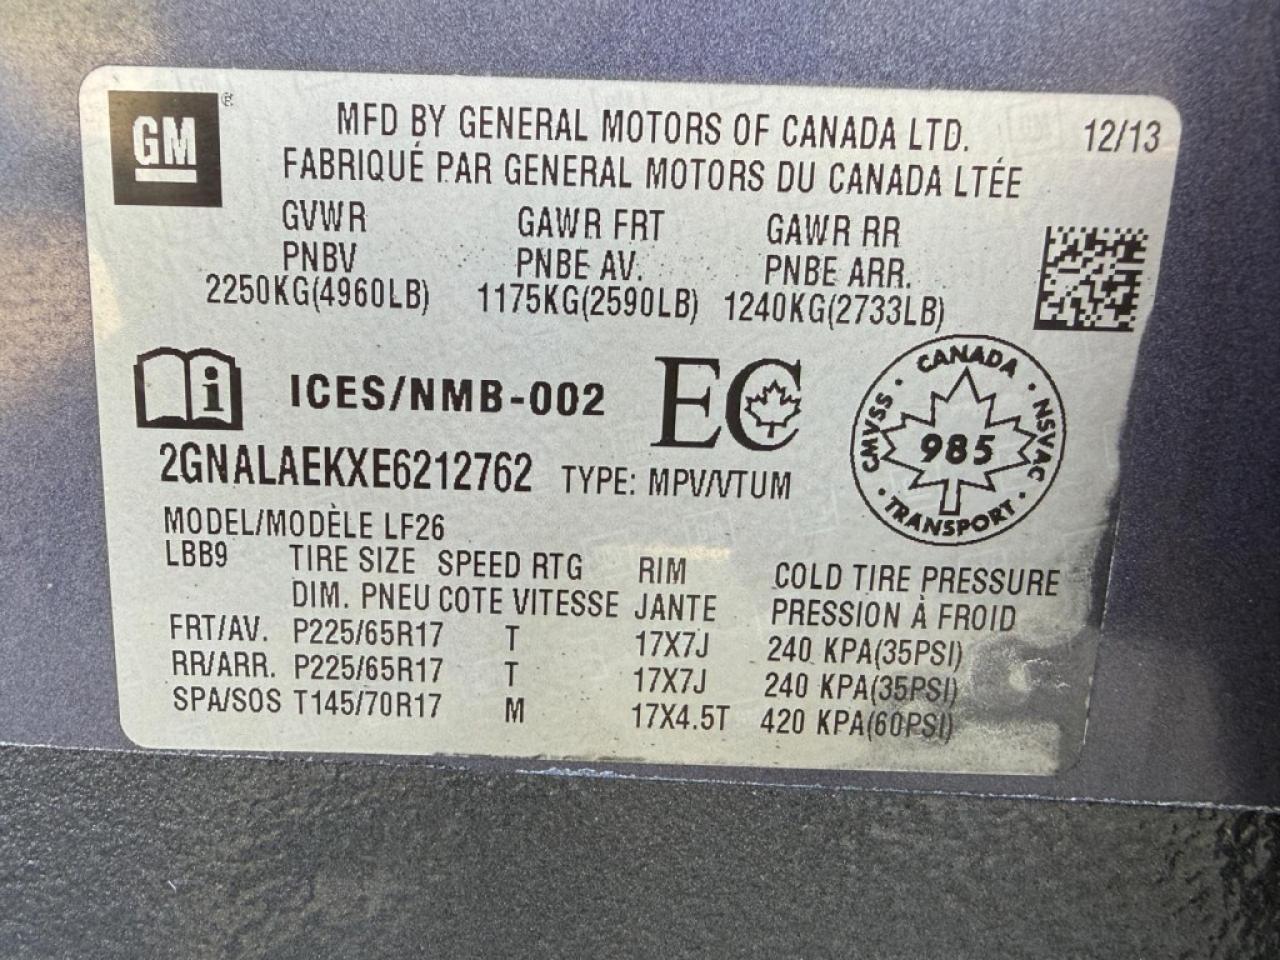 GM ®
MFD BY GENERAL MOTORS OF CANADA LTD. 12/13
FABRIQUÉ PAR GENERAL MOTORS DU CANADA LTÉE
GVWR GAWR FRT GAWR RR
PNBV PNBE AV. PNBE ARR.
2250KG(4960LB) 1175KG(2590LB) 1240KG(2733LB)
i ICES/NMB-002 EC
CANADA · NSVAC · TRANSPORT · CMVSS ·
985
2GNALAEKXE6212762 TYPE: MPV/VTUM
MODEL/MODÈLE LF26
LBB9 TIRE SIZE SPEED RTG RIM COLD TIRE PRESSURE
DIM. PNEU COTE VITESSE JANTE PRESSION À FROID
FRT/AV. P225/65R17 T 17X7J 240 KPA(35PSI)
RR/ARR. P225/65R17 T 17X7J 240 KPA(35PSI)
SPA/SOS T145/70R17 M 17X4.5T 420 KPA(60PSI)